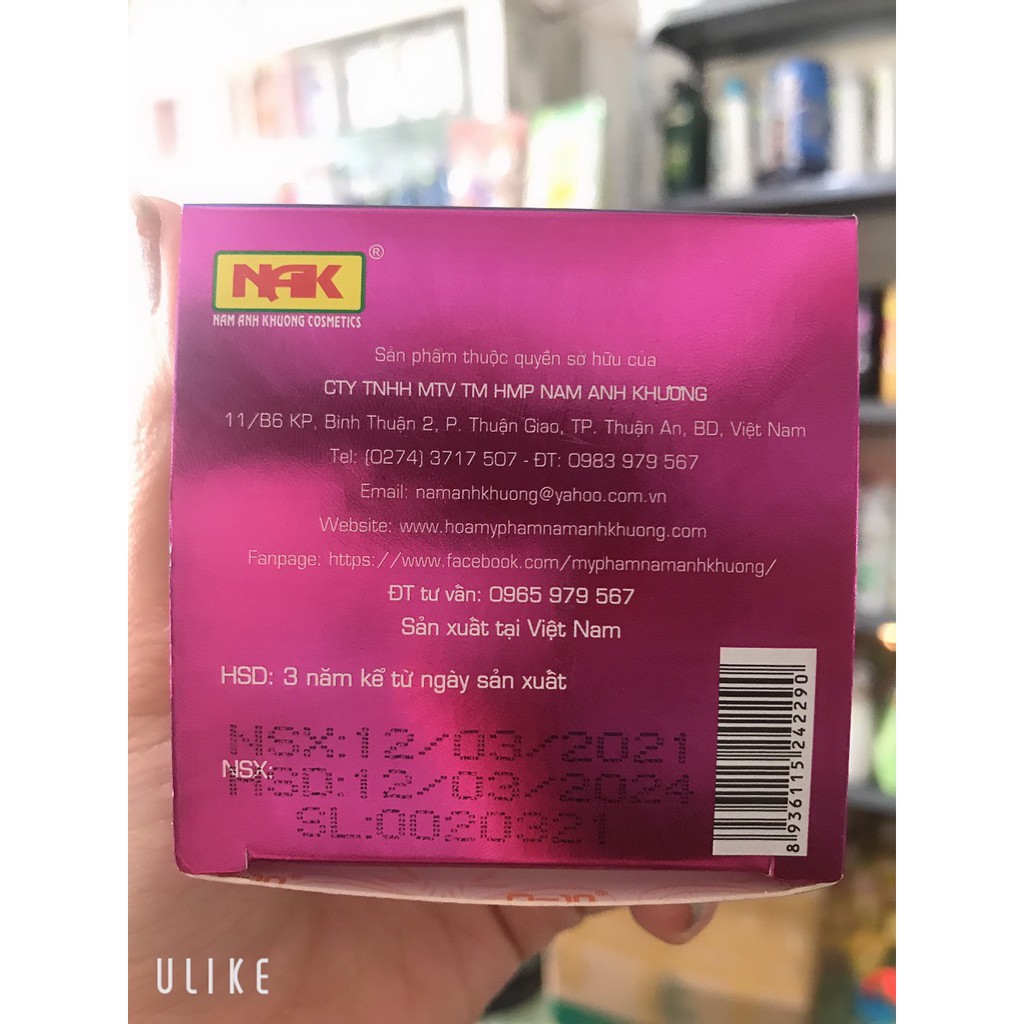 NAK ®
NAM ANH KHUONG COSMETICS
Sản phẩm thuộc quyền sở hữu của
CTY TNHH MTV TM HMP NAM ANH KHƯƠNG
11/B6 KP, Bình Thuận 2, P. Thuận Giao, TP. Thuận An, BD, Việt Nam
Tel: (0274) 3717 507 - ĐT: 0983 979 567
Email: namanhkhuong@yahoo.com.vn
Website: www.hoamyphamnamanhkhuong.com
Fanpage: https://www.facebook.com/myphamnamanhkhuong/
ĐT tư vấn: 0965 979 567
Sản xuất tại Việt Nam
HSD: 3 năm kể từ ngày sản xuất
NSX:12/03/2021
NSX:
HSD:12/03/2024
SL:0020321
8936115242290
ULIKE